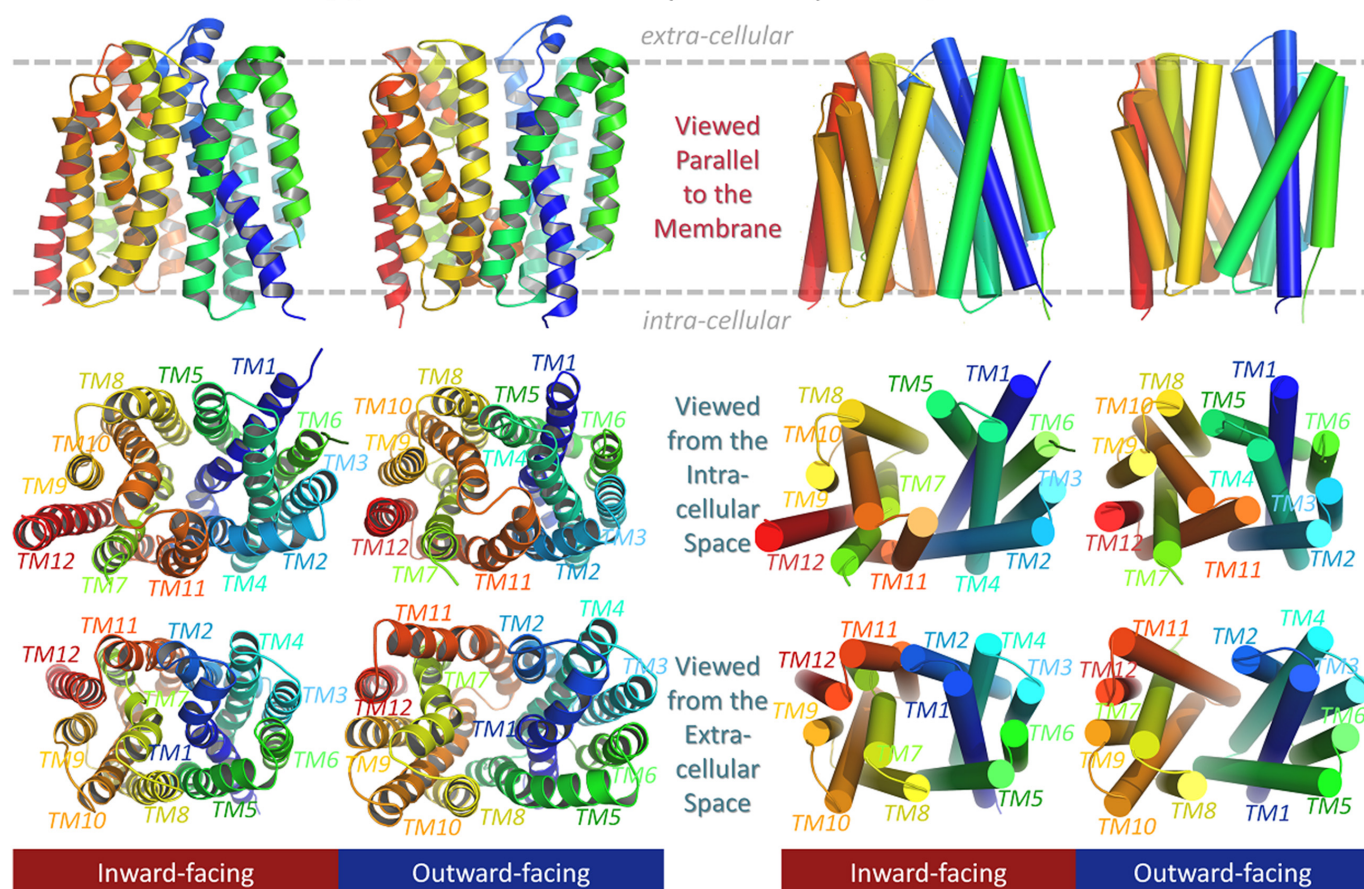 extra-cellular
Viewed
Parallel
to the
Membrane
intra-cellular
TM8 TM5 TM1 TM6 TM10 TM3 TM9 TM12 TM7 TM11 TM4 TM2
TM8 TM1 TM5 TM10 TM6 TM9 TM4 TM3 TM12 TM7 TM11 TM2
Viewed
from the
Intra-
cellular
Space
TM8 TM5 TM1 TM6 TM10 TM3 TM9 TM7 TM12 TM11 TM4 TM2
TM8 TM1 TM5 TM10 TM6 TM9 TM4 TM3 TM12 TM7 TM11 TM2
TM11 TM2 TM4 TM12 TM7 TM3 TM9 TM1 TM6 TM10 TM8 TM5
TM11 TM2 TM4 TM3 TM7 TM12 TM1 TM9 TM6 TM10 TM8 TM5
Viewed
from the
Extra-
cellular
Space
TM11 TM2 TM4 TM12 TM3 TM9 TM1 TM6 TM7 TM8 TM5 TM10
TM11 TM2 TM4 TM12 TM3 TM7 TM6 TM9 TM8 TM5 TM10 TM1
Inward-facing
Outward-facing
Inward-facing
Outward-facing